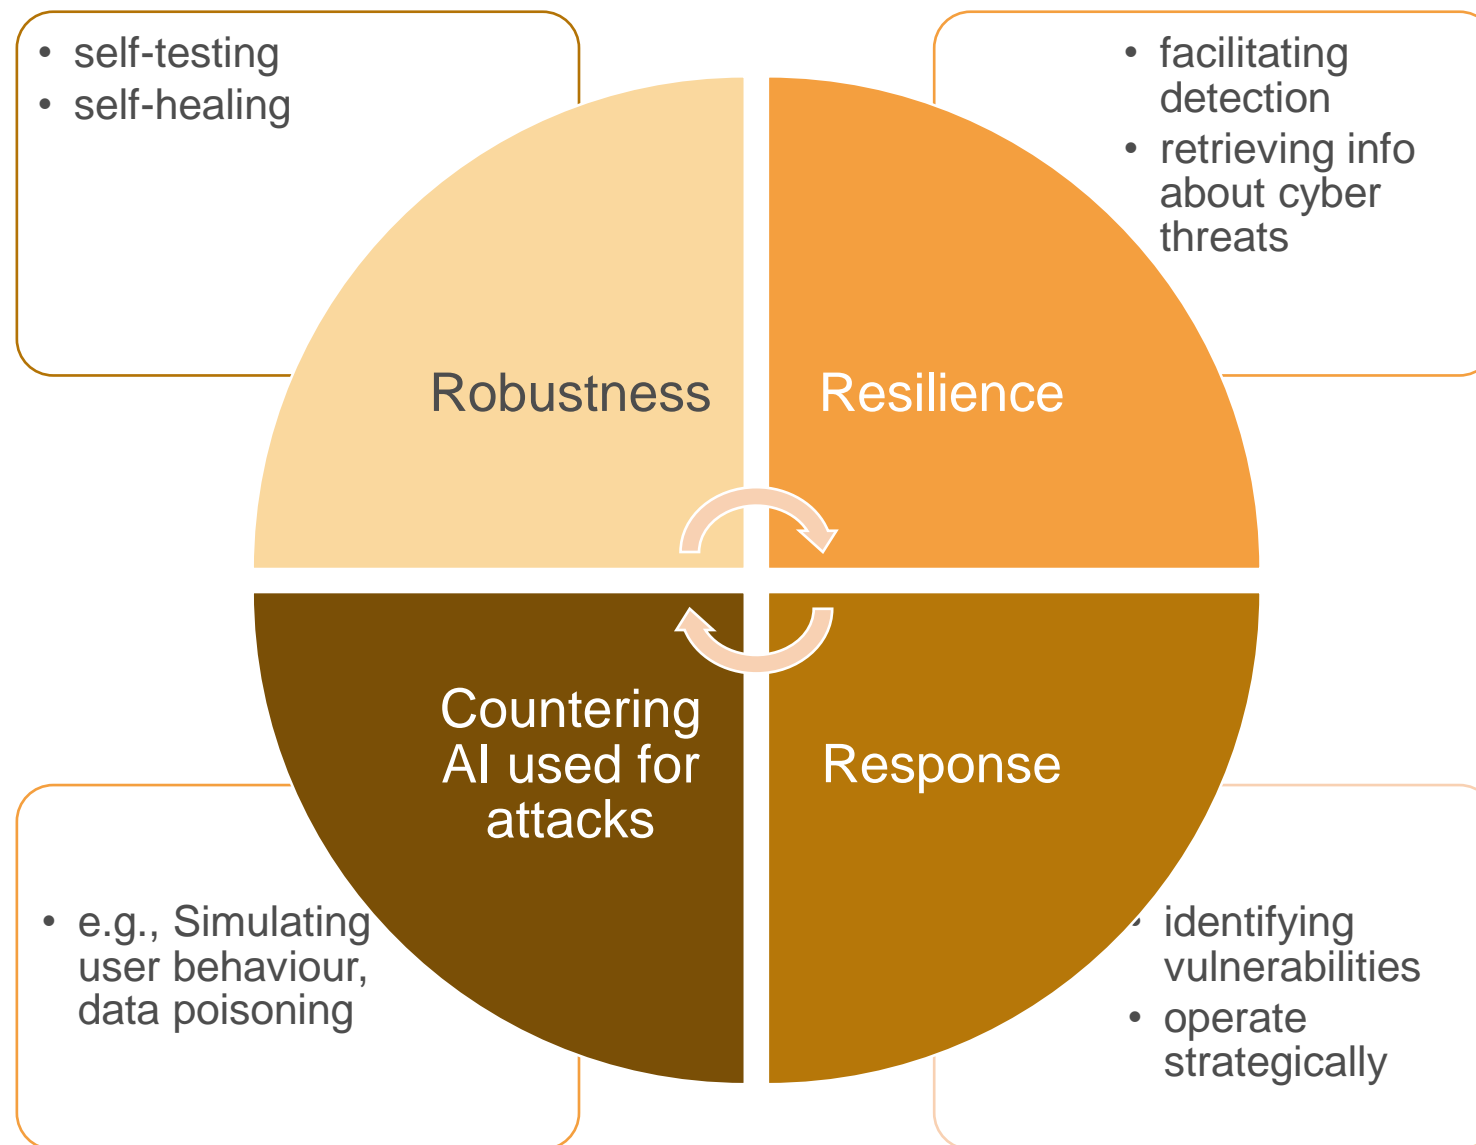 • self-testing
• self-healing
• facilitating
detection
• retrieving info
about cyber
threats
Robustness
Resilience
Countering
AI used for
attacks
Response
• e.g., Simulating
user behaviour,
data poisoning
• identifying
vulnerabilities
• operate
strategically